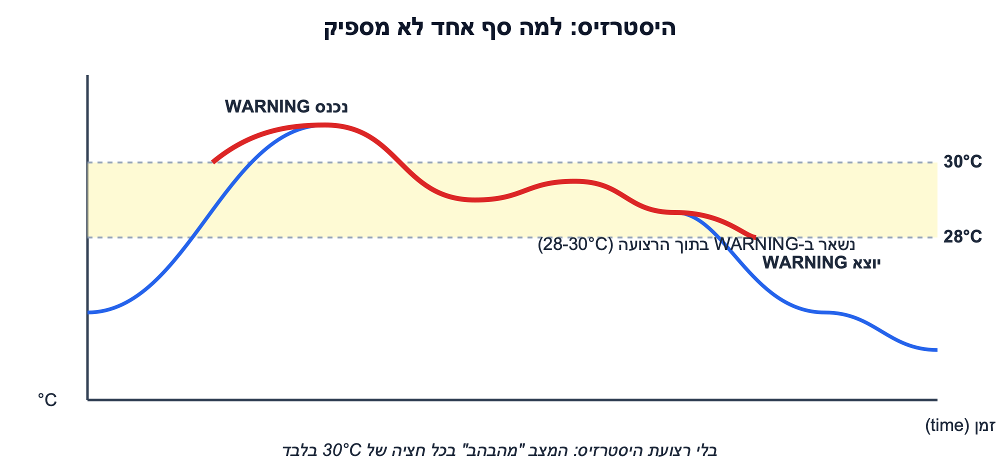 היסטרזיס: למה סף אחד לא מספיק
נכנס WARNING
30°C
28°C
נשאר ב-WARNING בתוך הרצועה (28-30°C)
יוצא WARNING
°C
זמן (time)
בלי רצועת היסטרזיס: המצב "מהבהב" בכל חציה של 30°C בלבד